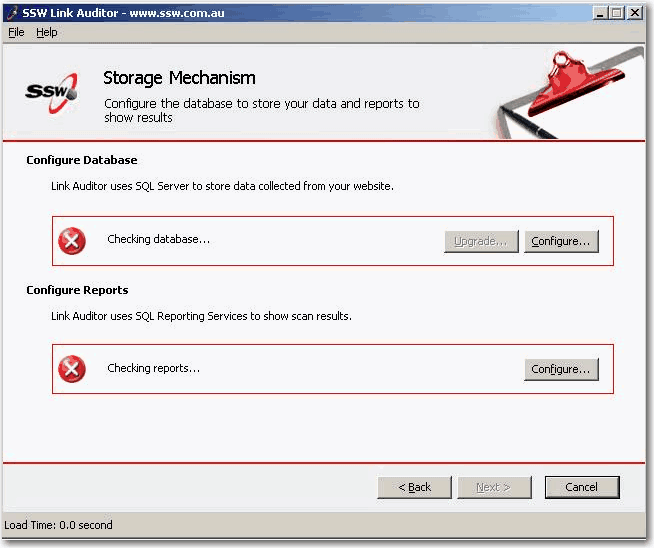 SSW Link Auditor - www.ssw.com.au
File Help
SSW
Storage Mechanism
Configure the database to store your data and reports to
show results
Configure Database
Link Auditor uses SQL Server to store data collected from your website.
Checking database... Upgrade... Configure...
Configure Reports
Link Auditor uses SQL Reporting Services to show scan results.
Checking reports... Configure...
< Back Next > Cancel
Load Time: 0.0 second